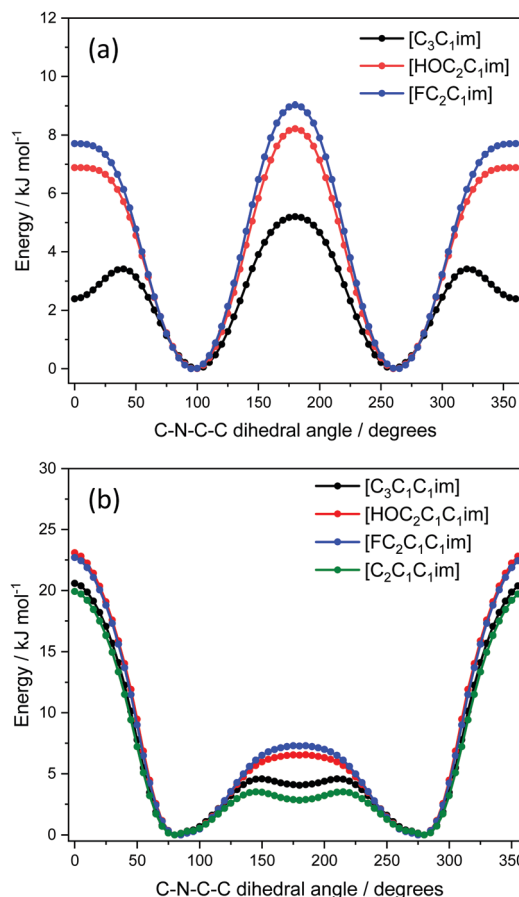 (a)
[C₃C₁im]
[HOC₂C₁im]
[FC₂C₁im]
Energy / kJ mol⁻¹
12
10
8
6
4
2
0
0 50 100 150 200 250 300 350
C-N-C-C dihedral angle / degrees
(b)
[C₃C₁C₁im]
[HOC₂C₁C₁im]
[FC₂C₁C₁im]
[C₂C₁C₁im]
Energy / kJ mol⁻¹
30
25
20
15
10
5
0
0 50 100 150 200 250 300 350
C-N-C-C dihedral angle / degrees